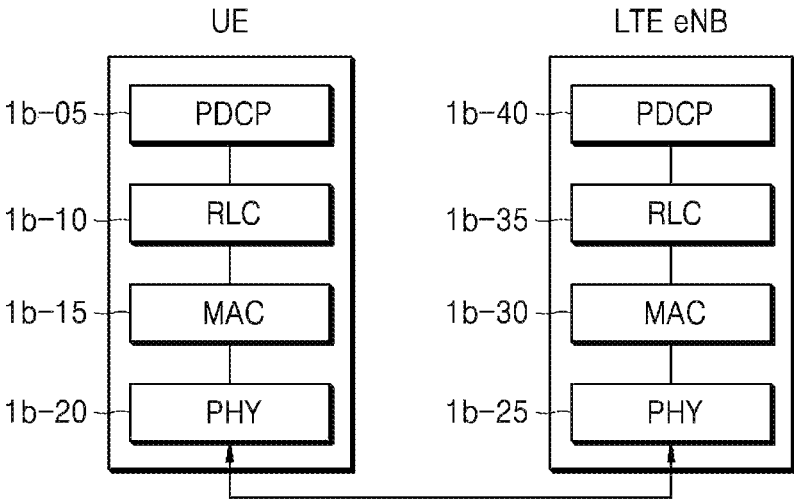 UE LTE eNB
1b-05 PDCP 1b-40 PDCP
1b-10 RLC 1b-35 RLC
1b-15 MAC 1b-30 MAC
1b-20 PHY 1b-25 PHY